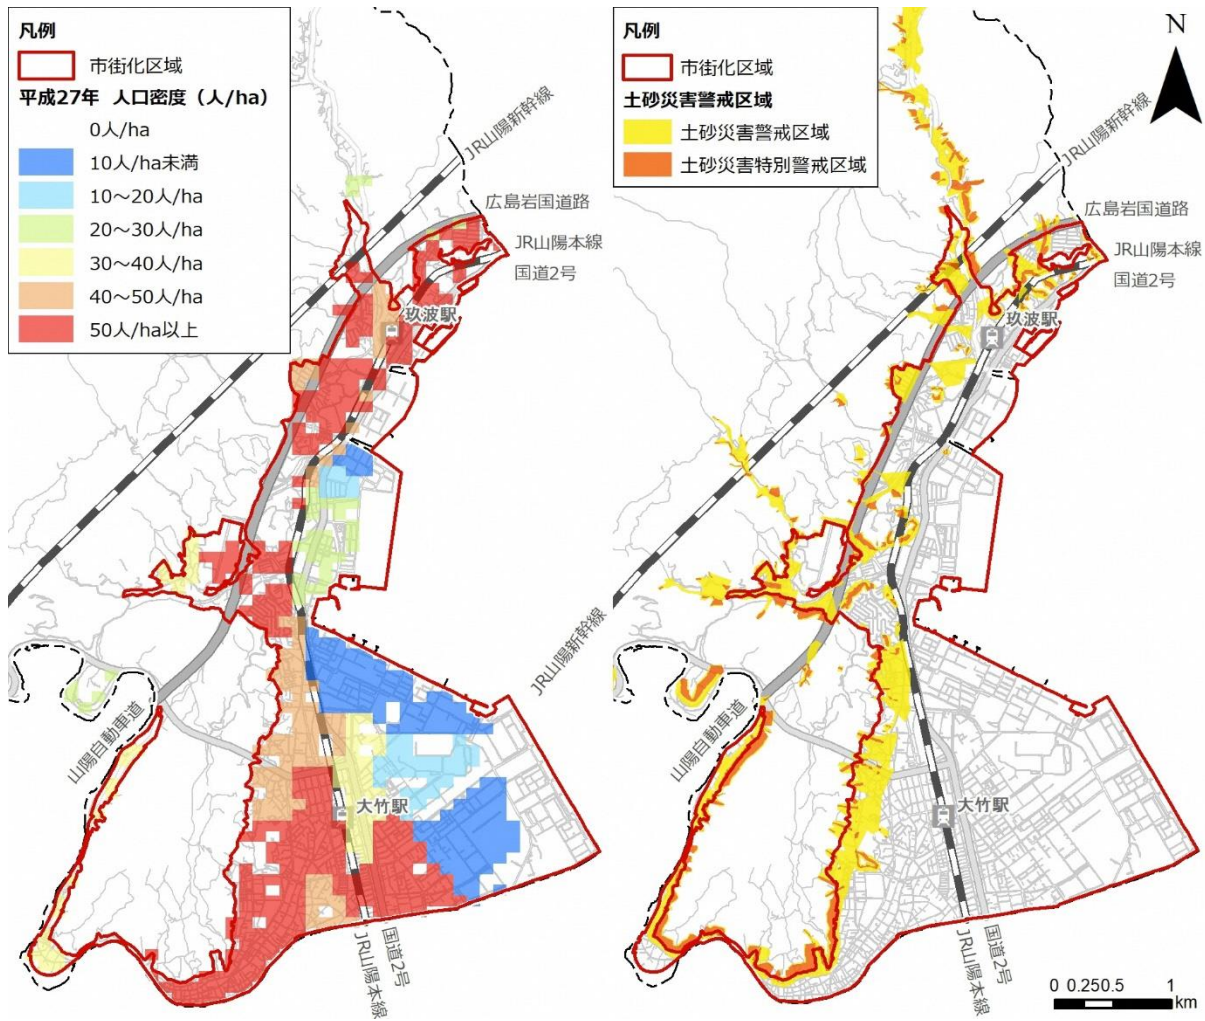 凡例
市街化区域
平成27年 人口密度（人/ha）
0人/ha
10人/ha未満
10～20人/ha
20～30人/ha
30～40人/ha
40～50人/ha
50人/ha以上
JR山陽新幹線
広島岩国道路
JR山陽本線
国道2号
玖波駅
JR山陽新幹線
山陽自動車道
大竹駅
国道2号
JR山陽本線
凡例
市街化区域
土砂災害警戒区域
土砂災害警戒区域
土砂災害特別警戒区域
N
JR山陽新幹線
広島岩国道路
JR山陽本線
国道2号
玖波駅
山陽自動車道
大竹駅
国道2号
JR山陽本線
0 0.250.5 1
km